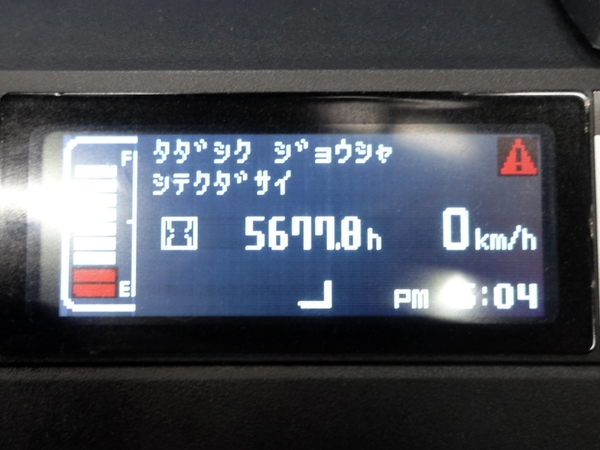 タダシク ジョウシャ
シテクダサイ
F
5677.8h
0km/h
E
PM :04